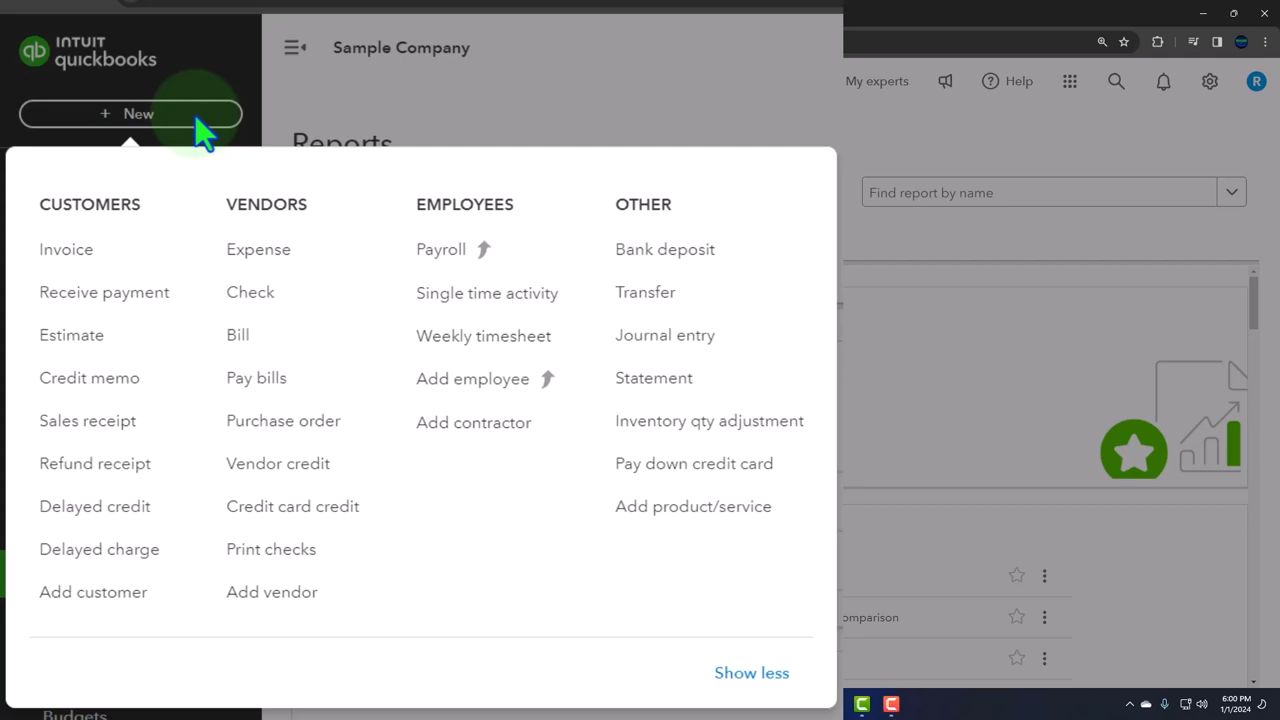 INTUIT
quickbooks
Sample Company
My experts
Help
R
+ New
Reports
Find report by name
CUSTOMERS
Invoice
Receive payment
Estimate
Credit memo
Sales receipt
Refund receipt
Delayed credit
Delayed charge
Add customer
VENDORS
Expense
Check
Bill
Pay bills
Purchase order
Vendor credit
Credit card credit
Print checks
Add vendor
EMPLOYEES
Payroll
Single time activity
Weekly timesheet
Add employee
Add contractor
OTHER
Bank deposit
Transfer
Journal entry
Statement
Inventory qty adjustment
Pay down credit card
Add product/service
Show less
omparison
Budgets
6:00 PM
1/1/2024